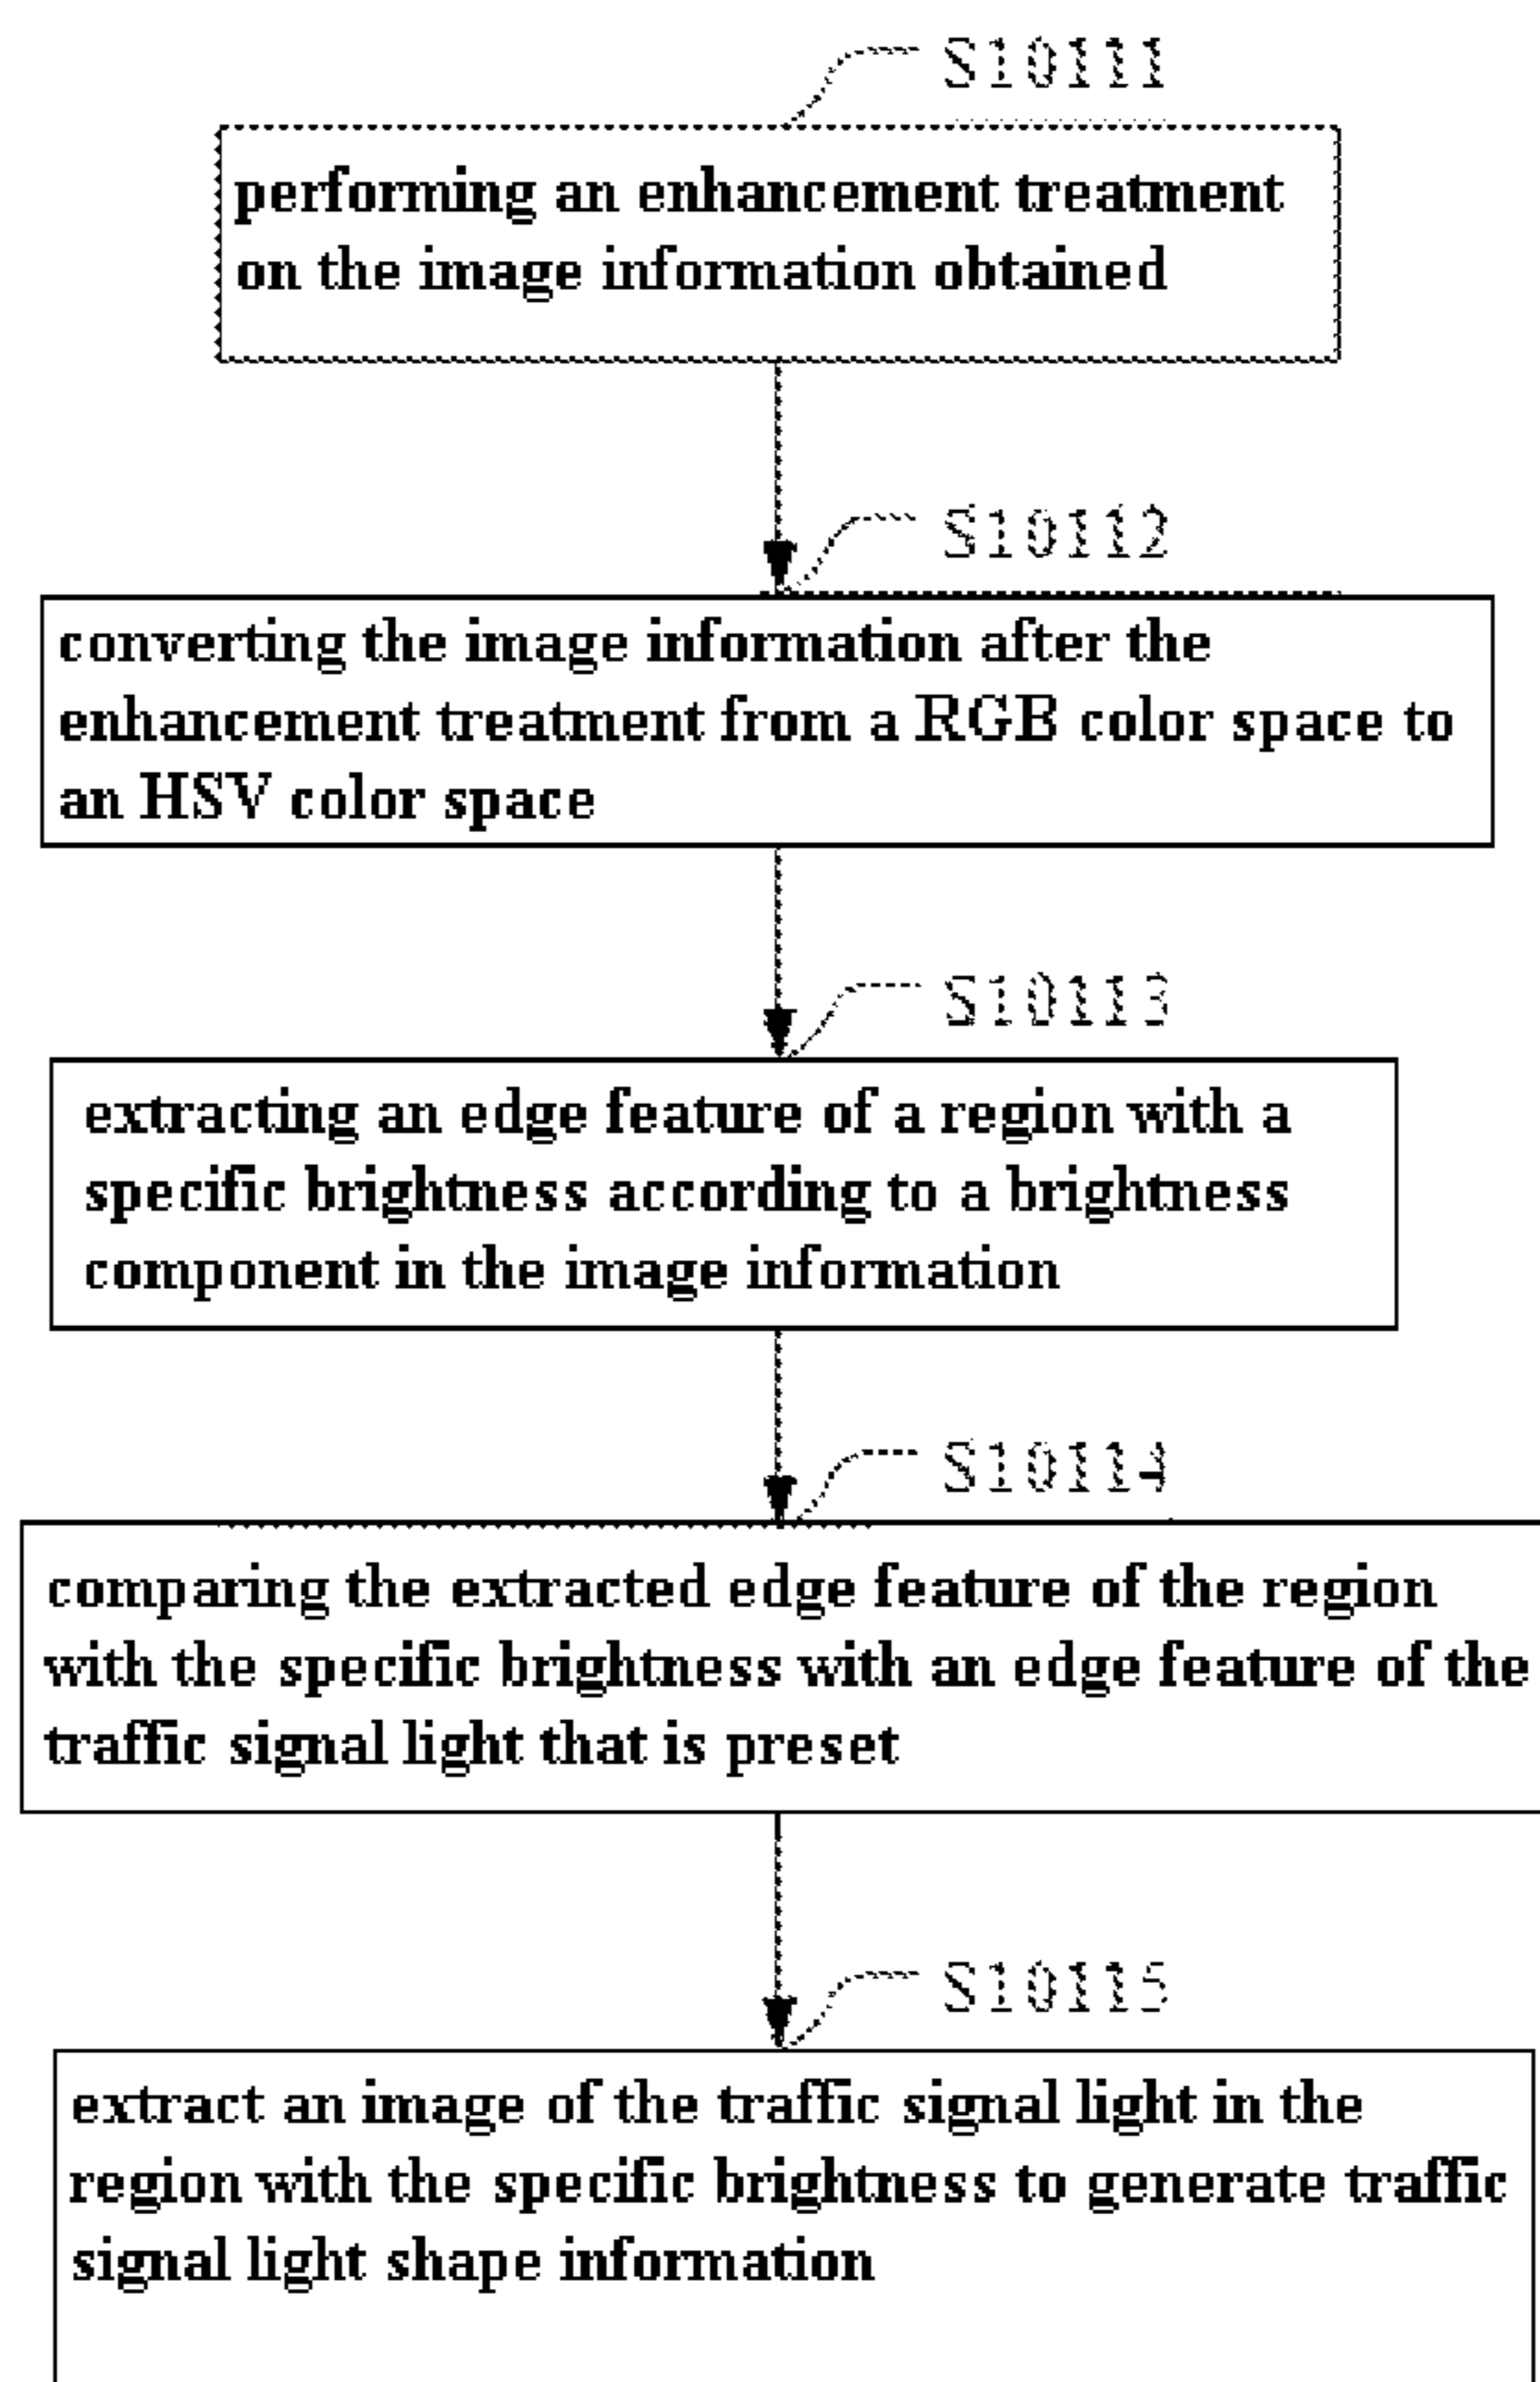 S10111
performing an enhancement treatment
on the image information obtained
S10112
converting the image information after the
enhancement treatment from a RGB color space to
an HSV color space
S10113
extracting an edge feature of a region with a
specific brightness according to a brightness
component in the image information
S10114
comparing the extracted edge feature of the region
with the specific brightness with an edge feature of the
traffic signal light that is preset
S10115
extract an image of the traffic signal light in the
region with the specific brightness to generate traffic
signal light shape information